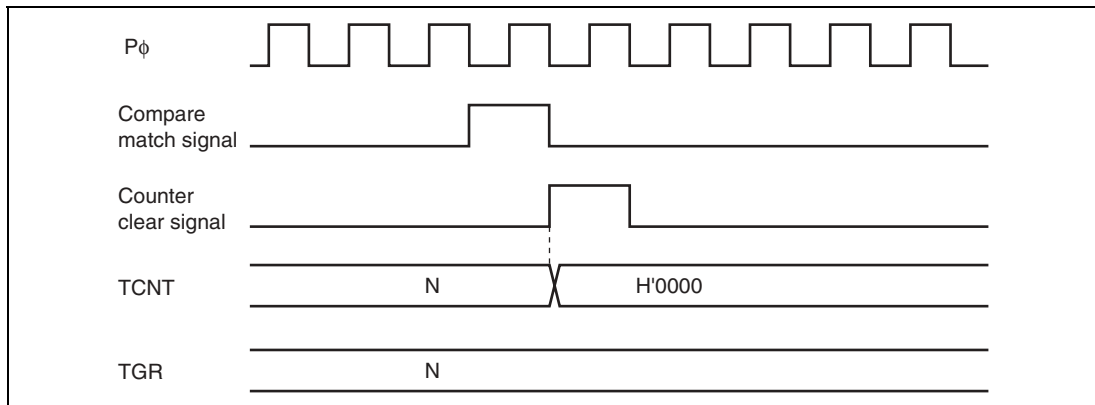 Pϕ
Compare
match signal
Counter
clear signal
TCNT
N
H'0000
TGR
N